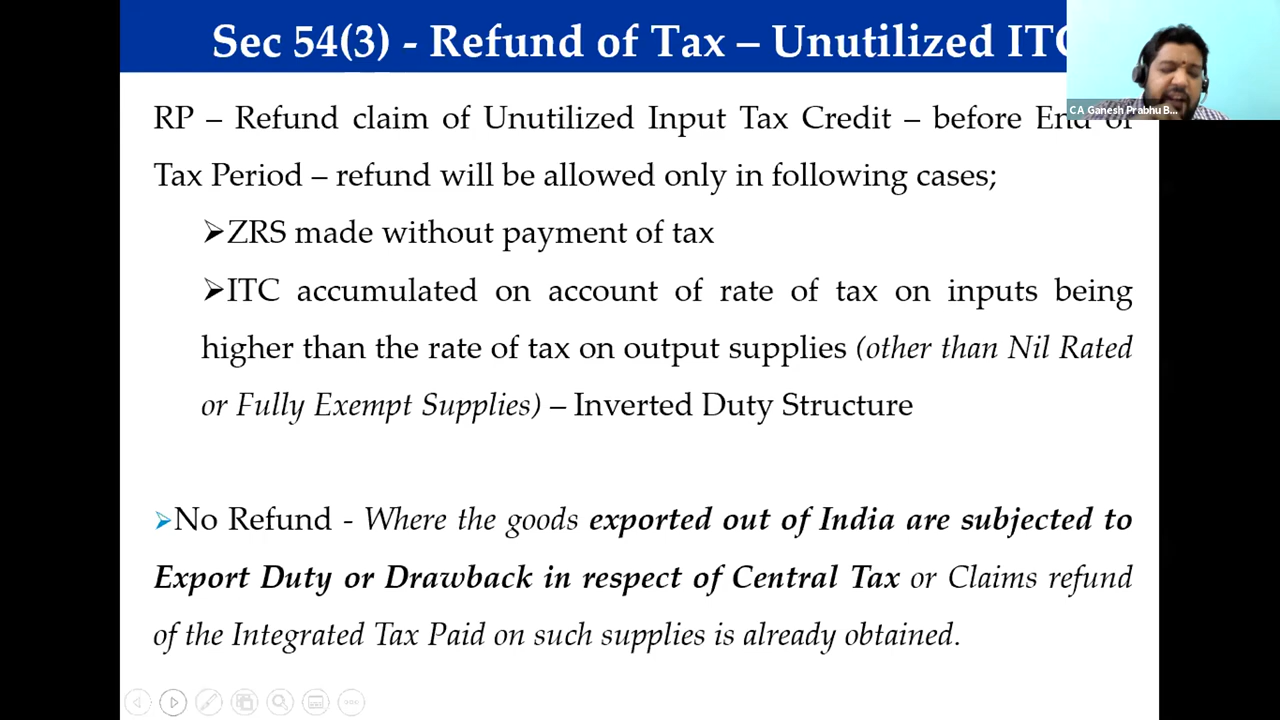 Sec 54(3) - Refund of Tax – Unutilized ITC
CA Ganesh Prabhu B...
RP – Refund claim of Unutilized Input Tax Credit – before End of
Tax Period – refund will be allowed only in following cases;
➢ZRS made without payment of tax
➢ITC accumulated on account of rate of tax on inputs being
higher than the rate of tax on output supplies (other than Nil Rated
or Fully Exempt Supplies) – Inverted Duty Structure
➢No Refund - Where the goods exported out of India are subjected to
Export Duty or Drawback in respect of Central Tax or Claims refund
of the Integrated Tax Paid on such supplies is already obtained.